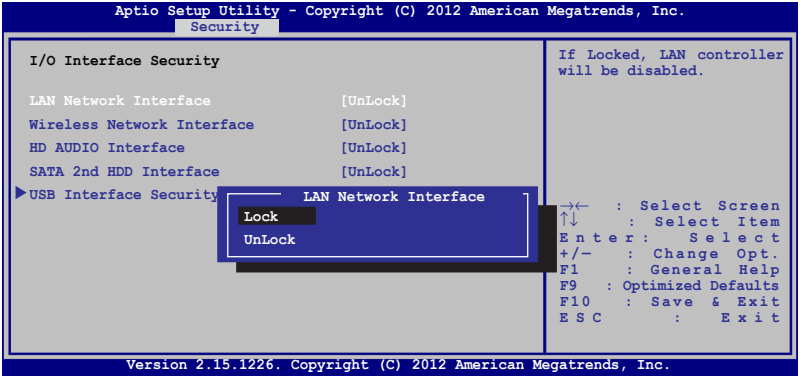 Aptio Setup Utility - Copyright (C) 2012 American Megatrends, Inc.
Security
I/O Interface Security
LAN Network Interface [UnLock]
Wireless Network Interface [UnLock]
HD AUDIO Interface [UnLock]
SATA 2nd HDD Interface [UnLock]
USB Interface Security
LAN Network Interface
Lock
UnLock
If Locked, LAN controller
will be disabled.
→← : Select Screen
↑↓ : Select Item
Enter: Select
+/— : Change Opt.
F1 : General Help
F9 : Optimized Defaults
F10 : Save & Exit
ESC : Exit
Version 2.15.1226. Copyright (C) 2012 American Megatrends, Inc.